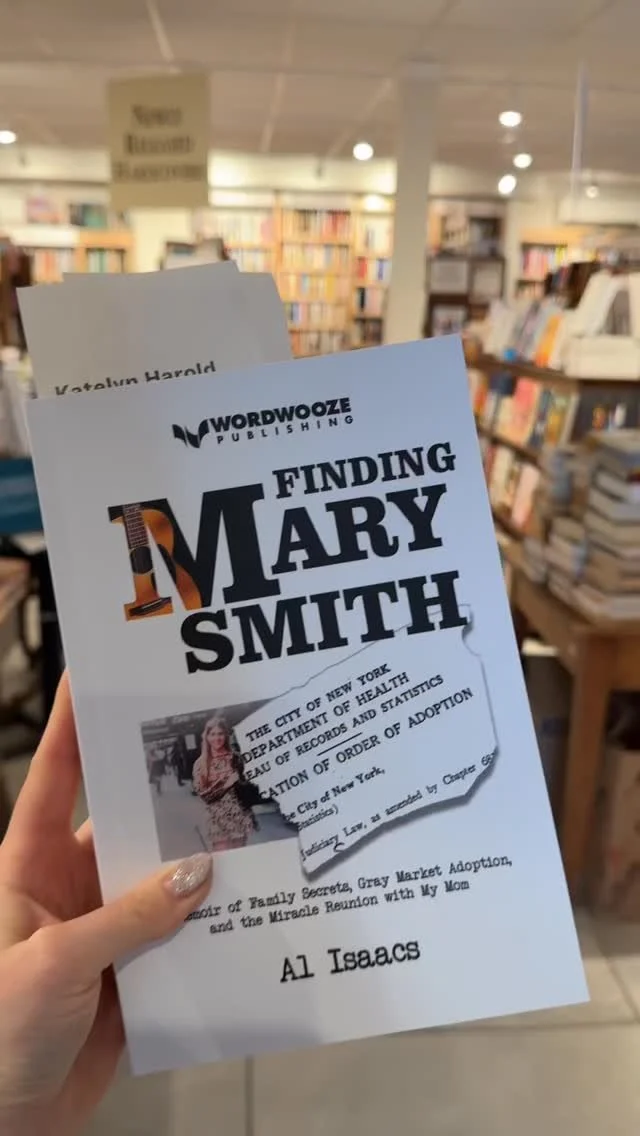 Katelyn Harold
WORDWOOZE
PUBLISHING
FINDING
MARY
SMITH
THE CITY OF NEW YORK
DEPARTMENT OF HEALTH
EAU OF RECORDS AND STATISTICS
CATION OF ORDER OF ADOPTION
he City of New York,
tatistics)
Judiciary Law, as amended by Chapter
emoir of Family Secrets, Gray Market Adoption,
and the Miracle Reunion with My Mom
Al Isaacs